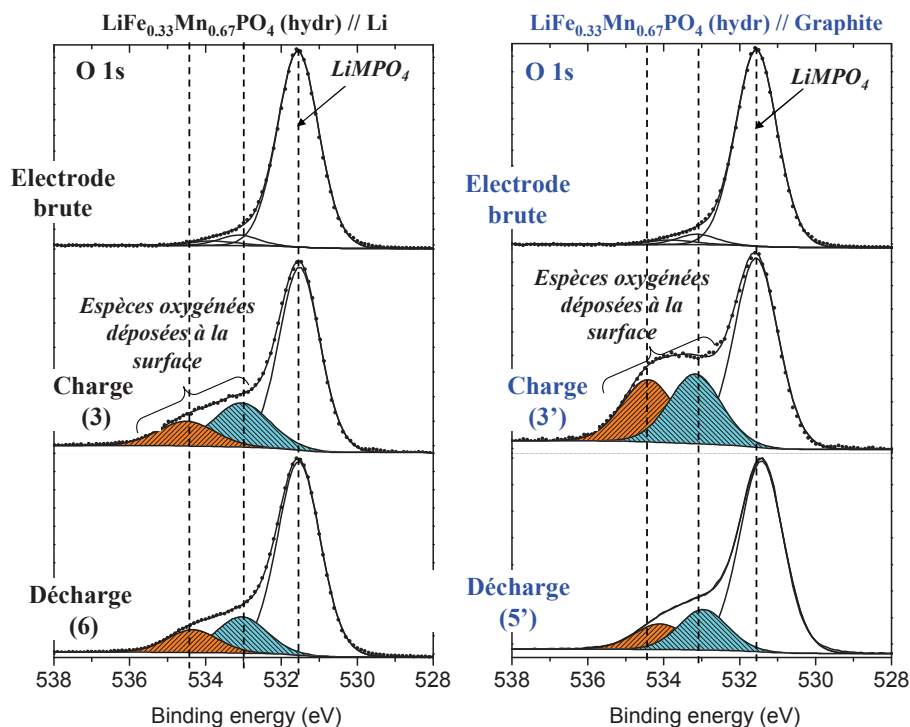 LiFe0.33Mn0.67PO4 (hydr) // Li
O 1s
LiMPO4
Electrode
brute
Espèces oxygénées
déposées à la
surface
Charge
(3)
Décharge
(6)
538 536 534 532 530 528
Binding energy (eV)
LiFe0.33Mn0.67PO4 (hydr) // Graphite
O 1s
LiMPO4
Electrode
brute
Espèces oxygénées
déposées à la
surface
Charge
(3')
Décharge
(5')
538 536 534 532 530 528
Binding energy (eV)